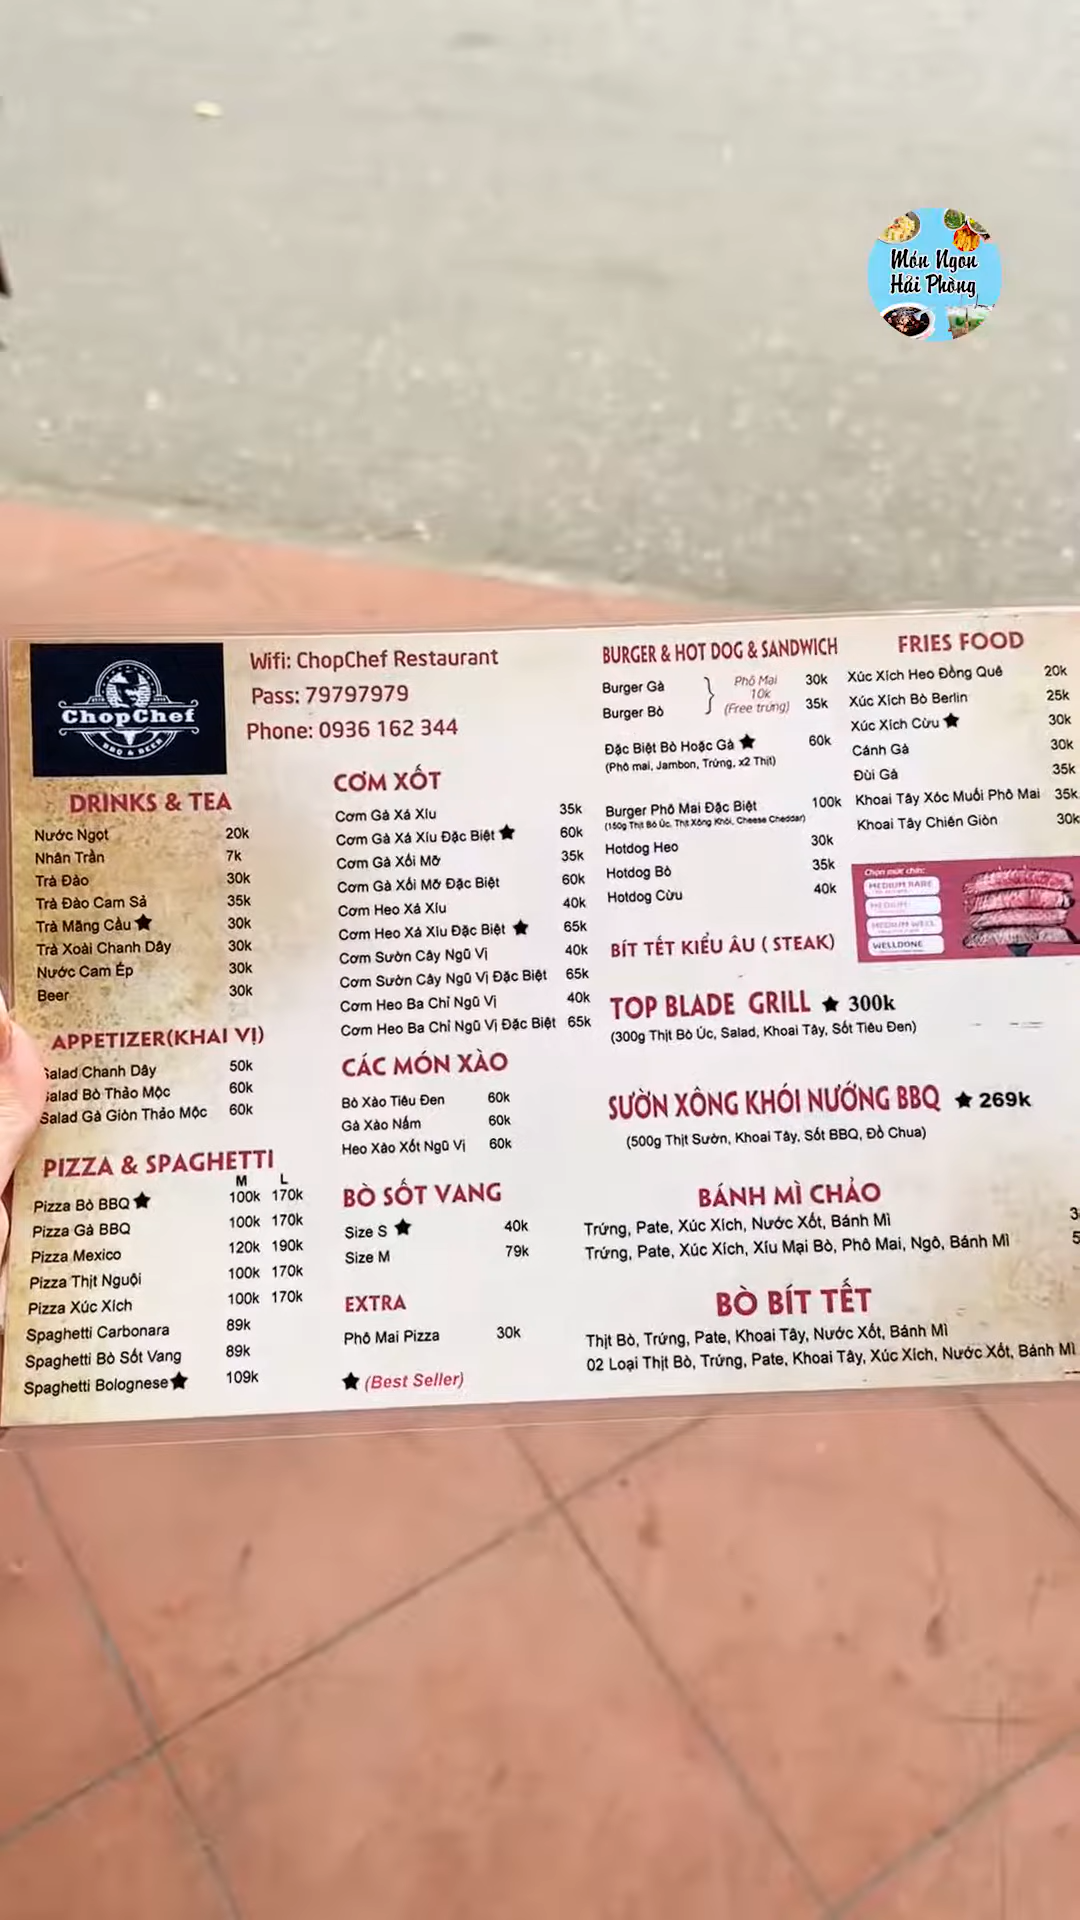 Món Ngon
Hải Phòng
ChopChef
BBQ & BEER
Wifi: ChopChef Restaurant
Pass: 79797979
Phone: 0936 162 344
DRINKS & TEA
Nước Ngọt 20k
Nhân Trần 7k
Trà Đào 30k
Trà Đào Cam Sả 35k
Trà Mãng Cầu ★ 30k
Trà Xoài Chanh Dây 30k
Nước Cam Ép 30k
Beer 30k
APPETIZER(KHAI VỊ)
Salad Chanh Dây 50k
Salad Bò Thảo Mộc 60k
Salad Gà Giòn Thảo Mộc 60k
PIZZA & SPAGHETTI
M L
Pizza Bò BBQ ★ 100k 170k
Pizza Gà BBQ 100k 170k
Pizza Mexico 120k 190k
Pizza Thịt Nguội 100k 170k
Pizza Xúc Xích 100k 170k
Spaghetti Carbonara 89k
Spaghetti Bò Sốt Vang 89k
Spaghetti Bolognese ★ 109k
CƠM XỐT
Cơm Gà Xá Xíu 35k
Cơm Gà Xá Xíu Đặc Biệt ★ 60k
Cơm Gà Xối Mỡ 35k
Cơm Gà Xối Mỡ Đặc Biệt 60k
Cơm Heo Xá Xíu 40k
Cơm Heo Xá Xíu Đặc Biệt ★ 65k
Cơm Sườn Cây Ngũ Vị 40k
Cơm Sườn Cây Ngũ Vị Đặc Biệt 65k
Cơm Heo Ba Chỉ Ngũ Vị 40k
Cơm Heo Ba Chỉ Ngũ Vị Đặc Biệt 65k
CÁC MÓN XÀO
Bò Xào Tiêu Đen 60k
Gà Xào Nấm 60k
Heo Xào Xốt Ngũ Vị 60k
BÒ SỐT VANG
Size S ★ 40k
Size M 79k
EXTRA
Phô Mai Pizza 30k
★ (Best Seller)
BURGER & HOT DOG & SANDWICH
Burger Gà 30k
Burger Bò 35k
Phô Mai
10k
(Free trứng)
Đặc Biệt Bò Hoặc Gà ★ 60k
(Phô mai, Jambon, Trứng, x2 Thịt)
Burger Phô Mai Đặc Biệt 100k
(150g Thịt Bò Úc, Thịt Xông Khói, Cheese Cheddar)
Hotdog Heo 30k
Hotdog Bò 35k
Hotdog Cừu 40k
FRIES FOOD
Xúc Xích Heo Đồng Quê 20k
Xúc Xích Bò Berlin 25k
Xúc Xích Cừu ★ 30k
Cánh Gà 30k
Đùi Gà 35k
Khoai Tây Xóc Muối Phô Mai 35k
Khoai Tây Chiên Giòn 30k
Chọn mức chín:
MEDIUM RARE
MEDIUM
MEDIUM WELL
WELLDONE
BÍT TẾT KIỂU ÂU ( STEAK)
TOP BLADE GRILL ★ 300k
(300g Thịt Bò Úc, Salad, Khoai Tây, Sốt Tiêu Đen)
SƯỜN XÔNG KHÓI NƯỚNG BBQ ★ 269k
(500g Thịt Sườn, Khoai Tây, Sốt BBQ, Đồ Chua)
BÁNH MÌ CHẢO
Trứng, Pate, Xúc Xích, Nước Xốt, Bánh Mì 3
Trứng, Pate, Xúc Xích, Xíu Mại Bò, Phô Mai, Ngô, Bánh Mì 5
BÒ BÍT TẾT
Thịt Bò, Trứng, Pate, Khoai Tây, Nước Xốt, Bánh Mì
02 Loại Thịt Bò, Trứng, Pate, Khoai Tây, Xúc Xích, Nước Xốt, Bánh Mì